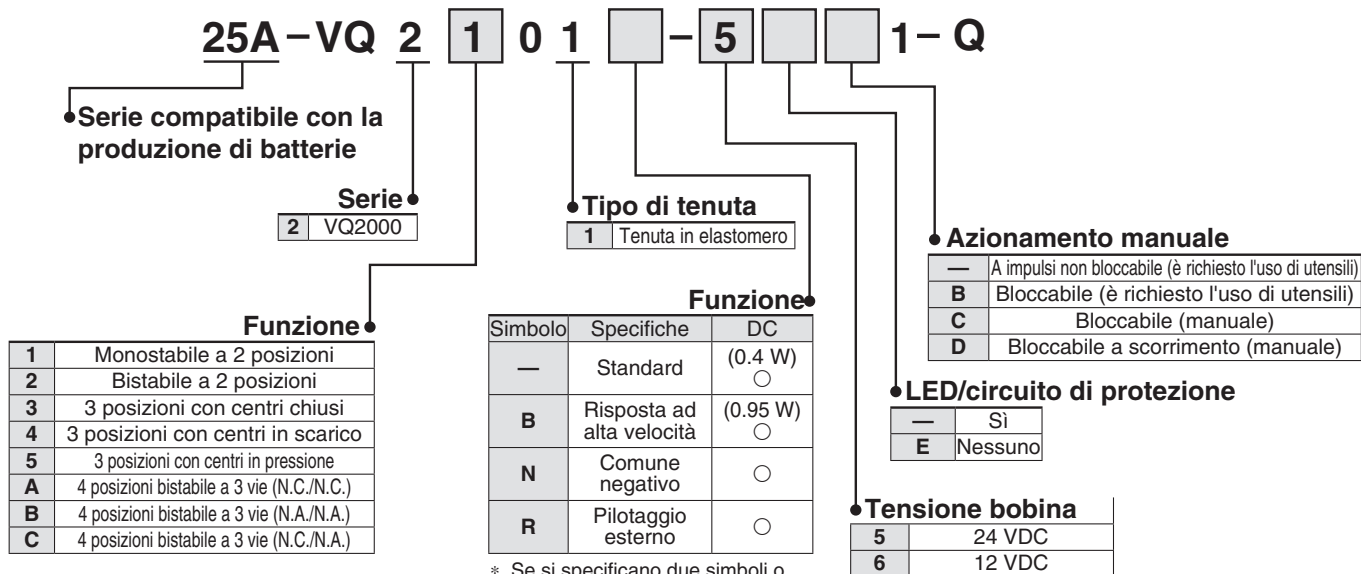 25A – VQ 2 1 0 1 – 5 1 – Q
Serie compatibile con la
produzione di batterie
Serie
2 VQ2000
Funzione
1 Monostabile a 2 posizioni
2 Bistabile a 2 posizioni
3 3 posizioni con centri chiusi
4 3 posizioni con centri in scarico
5 3 posizioni con centri in pressione
A 4 posizioni bistabile a 3 vie (N.C./N.C.)
B 4 posizioni bistabile a 3 vie (N.A./N.A.)
C 4 posizioni bistabile a 3 vie (N.C./N.A.)
Tipo di tenuta
1 Tenuta in elastomero
Funzione
Simbolo Specifiche DC
— Standard (0.4 W) ○
B Risposta ad alta velocità (0.95 W) ○
N Comune negativo ○
R Pilotaggio esterno ○
* Se si specificano due simboli o
Tensione bobina
5 24 VDC
6 12 VDC
LED/circuito di protezione
— Sì
E Nessuno
Azionamento manuale
— A impulsi non bloccabile (è richiesto l'uso di utensili)
B Bloccabile (è richiesto l'uso di utensili)
C Bloccabile (manuale)
D Bloccabile a scorrimento (manuale)